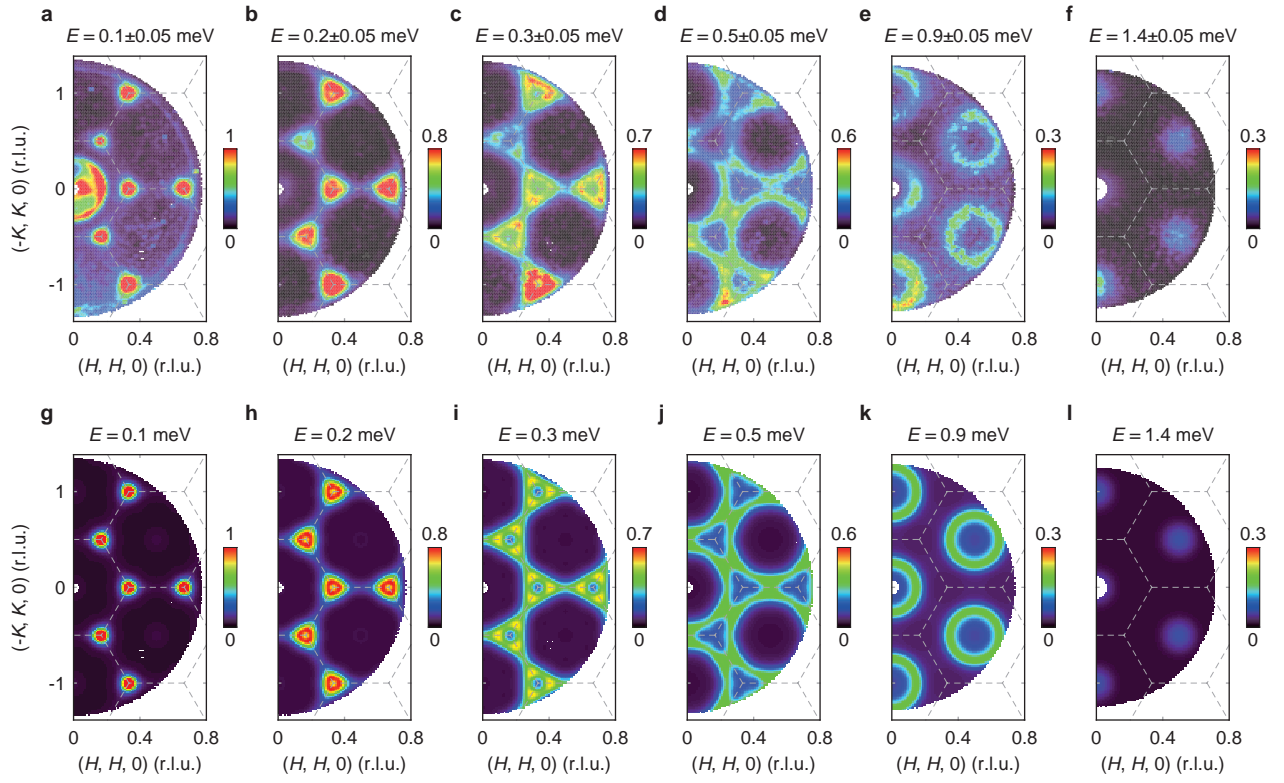 a b c d e f
E = 0.1±0.05 meV E = 0.2±0.05 meV E = 0.3±0.05 meV E = 0.5±0.05 meV E = 0.9±0.05 meV E = 1.4±0.05 meV
1 0 -1
(-K, K, 0) (r.l.u.)
1 0.8 0.7 0.6 0.3 0.3
0 0 0 0 0 0
0 0.4 0.8 0 0.4 0.8 0 0.4 0.8 0 0.4 0.8 0 0.4 0.8 0 0.4 0.8
(H, H, 0) (r.l.u.) (H, H, 0) (r.l.u.) (H, H, 0) (r.l.u.) (H, H, 0) (r.l.u.) (H, H, 0) (r.l.u.) (H, H, 0) (r.l.u.)
g h i j k l
E = 0.1 meV E = 0.2 meV E = 0.3 meV E = 0.5 meV E = 0.9 meV E = 1.4 meV
1 0 -1
(-K, K, 0) (r.l.u.)
1 0.8 0.7 0.6 0.3 0.3
0 0 0 0 0 0
0 0.4 0.8 0 0.4 0.8 0 0.4 0.8 0 0.4 0.8 0 0.4 0.8 0 0.4 0.8
(H, H, 0) (r.l.u.) (H, H, 0) (r.l.u.) (H, H, 0) (r.l.u.) (H, H, 0) (r.l.u.) (H, H, 0) (r.l.u.) (H, H, 0) (r.l.u.)